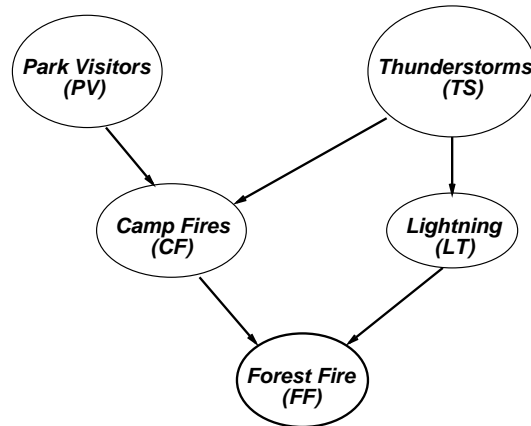 Park Visitors
(PV)
Thunderstorms
(TS)
Camp Fires
(CF)
Lightning
(LT)
Forest Fire
(FF)